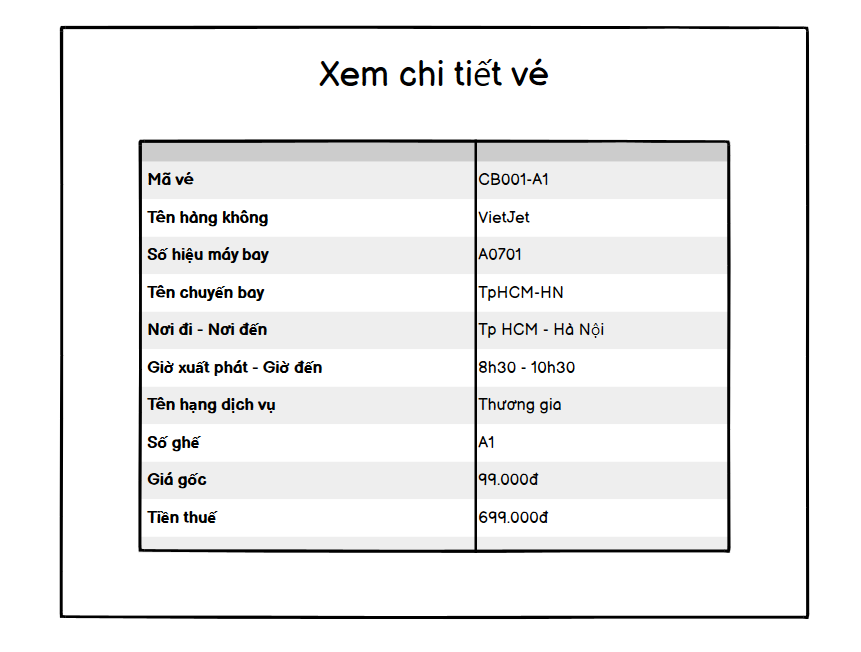 Xem chi tiết vé
Mã vé CB001-A1
Tên hàng không VietJet
Số hiệu máy bay A0701
Tên chuyến bay TpHCM-HN
Nơi đi - Nơi đến Tp HCM - Hà Nội
Giờ xuất phát - Giờ đến 8h30 - 10h30
Tên hạng dịch vụ Thương gia
Số ghế A1
Giá gốc 99.000đ
Tiền thuế 699.000đ